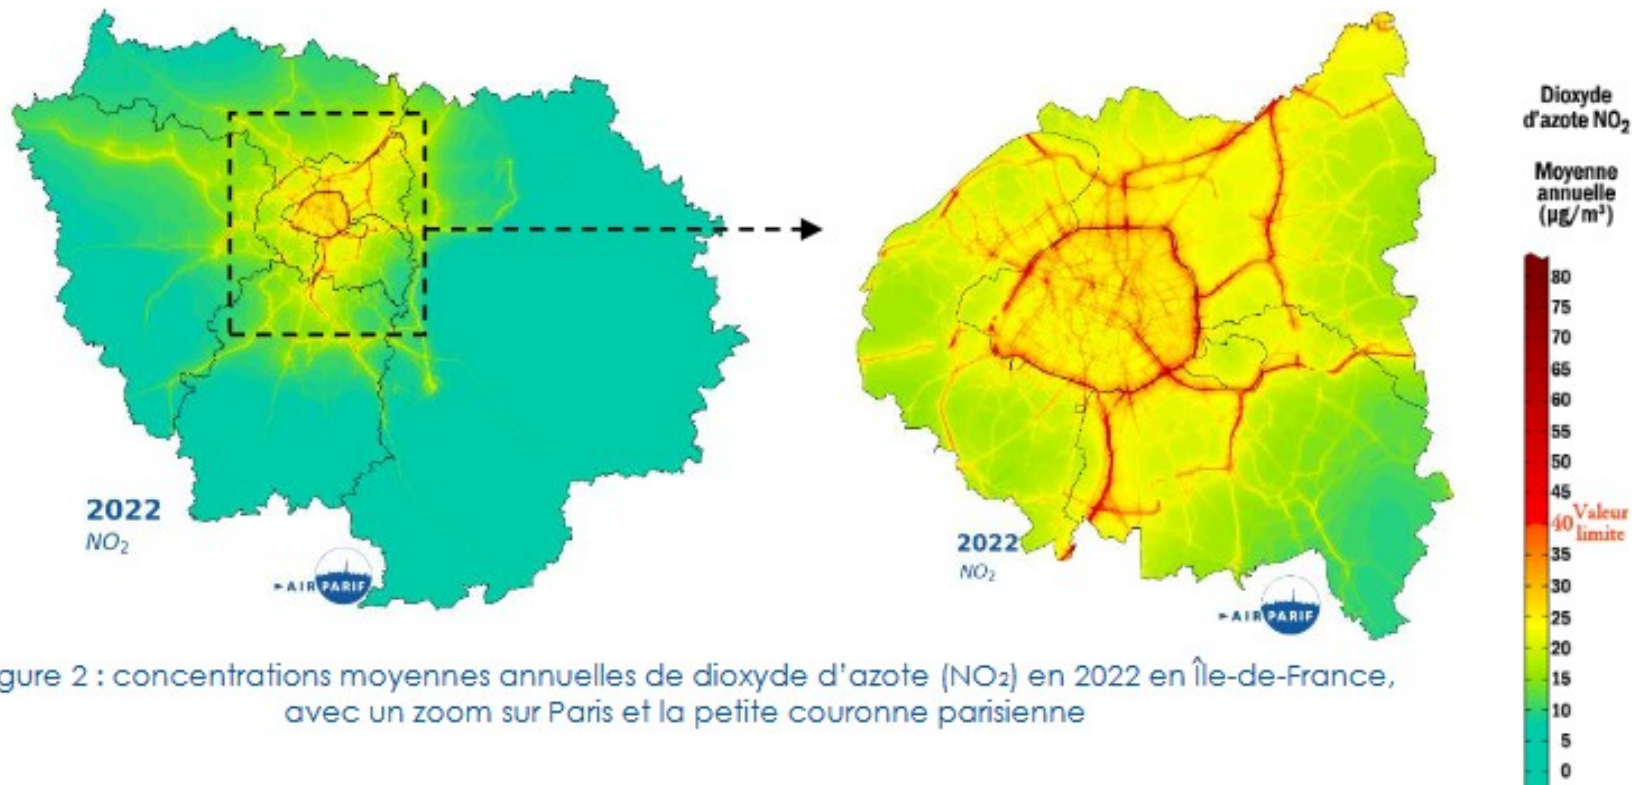 2022
NO₂
AIRPARIF
2022
NO₂
AIRPARIF
Dioxyde
d'azote NO₂
Moyenne
annuelle
(µg/m³)
80
75
70
65
60
55
50
45
40 Valeur
limite
35
30
25
20
15
10
5
0
gure 2 : concentrations moyennes annuelles de dioxyde d'azote (NO₂) en 2022 en Île-de-France,
avec un zoom sur Paris et la petite couronne parisienne